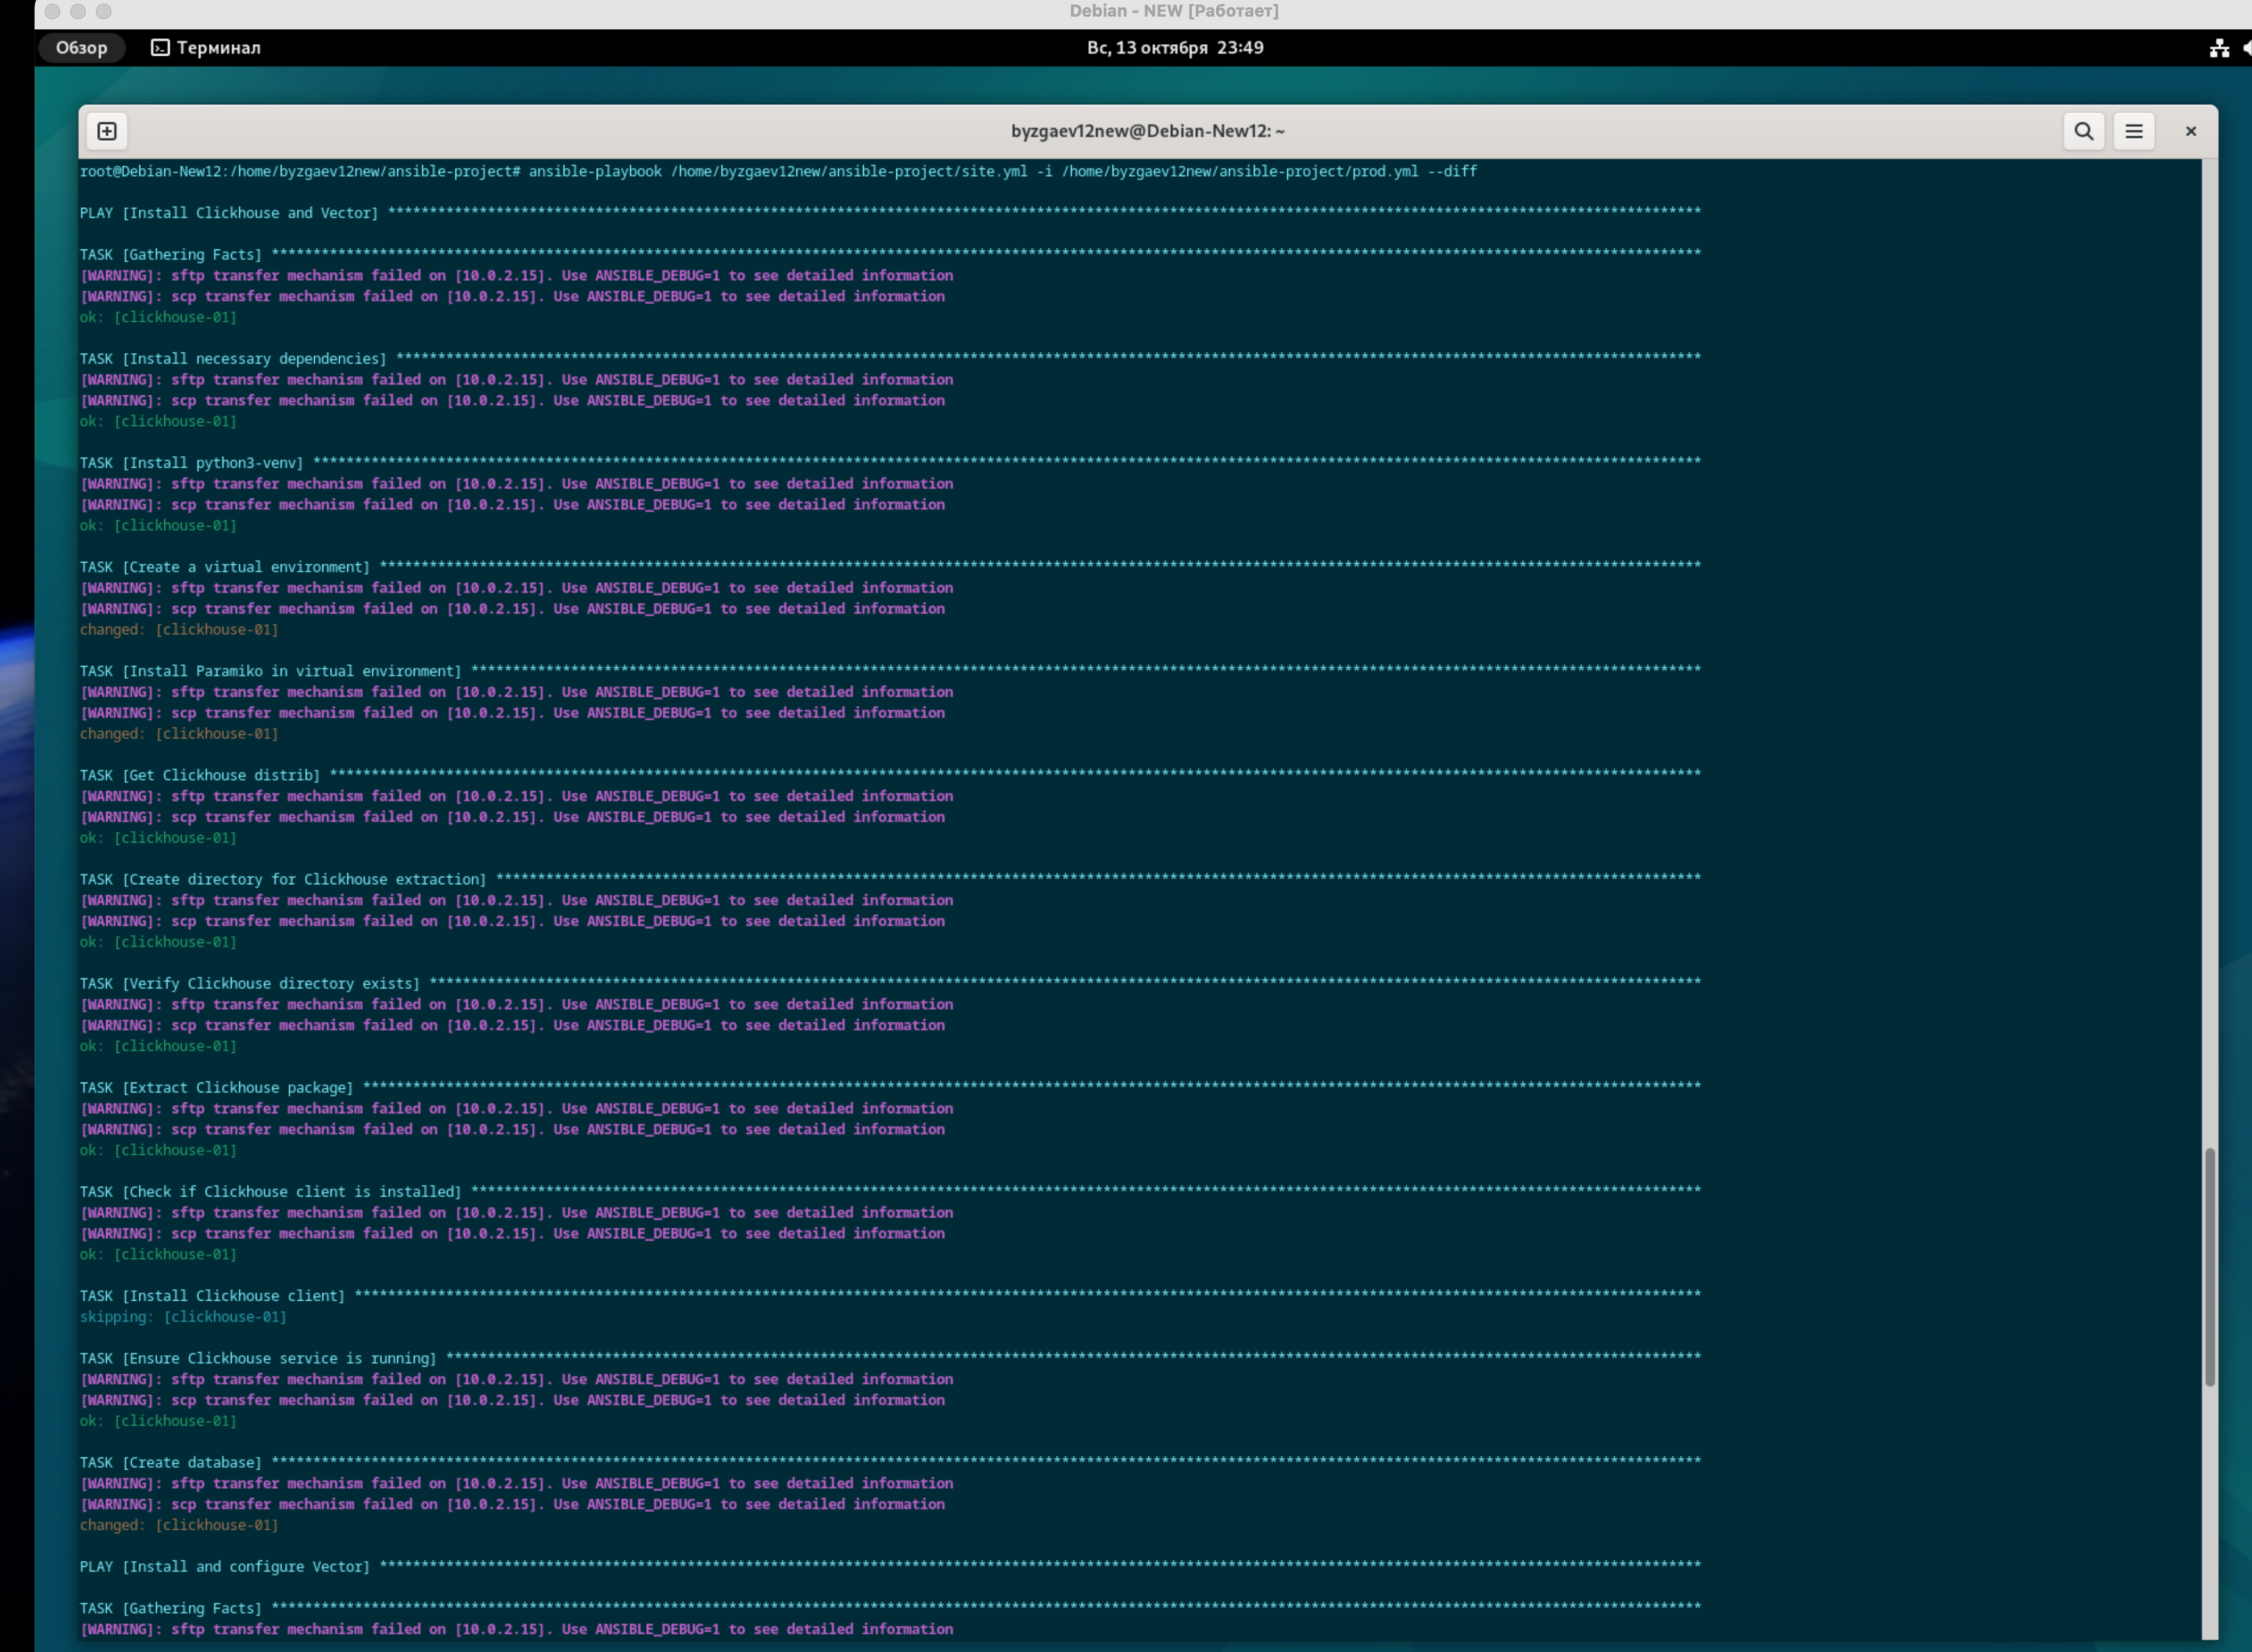 Debian - NEW [Работает]
Обзор Терминал Вс, 13 октября 23:49
byzgaev12new@Debian-New12: ~
root@Debian-New12:/home/byzgaev12new/ansible-project# ansible-playbook /home/byzgaev12new/ansible-project/site.yml -i /home/byzgaev12new/ansible-project/prod.yml --diff
PLAY [Install Clickhouse and Vector] ****
TASK [Gathering Facts] ****
[WARNING]: sftp transfer mechanism failed on [10.0.2.15]. Use ANSIBLE_DEBUG=1 to see detailed information
[WARNING]: scp transfer mechanism failed on [10.0.2.15]. Use ANSIBLE_DEBUG=1 to see detailed information
ok: [clickhouse-01]
TASK [Install necessary dependencies] ****
[WARNING]: sftp transfer mechanism failed on [10.0.2.15]. Use ANSIBLE_DEBUG=1 to see detailed information
[WARNING]: scp transfer mechanism failed on [10.0.2.15]. Use ANSIBLE_DEBUG=1 to see detailed information
ok: [clickhouse-01]
TASK [Install python3-venv] ****
[WARNING]: sftp transfer mechanism failed on [10.0.2.15]. Use ANSIBLE_DEBUG=1 to see detailed information
[WARNING]: scp transfer mechanism failed on [10.0.2.15]. Use ANSIBLE_DEBUG=1 to see detailed information
ok: [clickhouse-01]
TASK [Create a virtual environment] ****
[WARNING]: sftp transfer mechanism failed on [10.0.2.15]. Use ANSIBLE_DEBUG=1 to see detailed information
[WARNING]: scp transfer mechanism failed on [10.0.2.15]. Use ANSIBLE_DEBUG=1 to see detailed information
changed: [clickhouse-01]
TASK [Install Paramiko in virtual environment] ****
[WARNING]: sftp transfer mechanism failed on [10.0.2.15]. Use ANSIBLE_DEBUG=1 to see detailed information
[WARNING]: scp transfer mechanism failed on [10.0.2.15]. Use ANSIBLE_DEBUG=1 to see detailed information
changed: [clickhouse-01]
TASK [Get Clickhouse distrib] ****
[WARNING]: sftp transfer mechanism failed on [10.0.2.15]. Use ANSIBLE_DEBUG=1 to see detailed information
[WARNING]: scp transfer mechanism failed on [10.0.2.15]. Use ANSIBLE_DEBUG=1 to see detailed information
ok: [clickhouse-01]
TASK [Create directory for Clickhouse extraction] ****
[WARNING]: sftp transfer mechanism failed on [10.0.2.15]. Use ANSIBLE_DEBUG=1 to see detailed information
[WARNING]: scp transfer mechanism failed on [10.0.2.15]. Use ANSIBLE_DEBUG=1 to see detailed information
ok: [clickhouse-01]
TASK [Verify Clickhouse directory exists] ****
[WARNING]: sftp transfer mechanism failed on [10.0.2.15]. Use ANSIBLE_DEBUG=1 to see detailed information
[WARNING]: scp transfer mechanism failed on [10.0.2.15]. Use ANSIBLE_DEBUG=1 to see detailed information
ok: [clickhouse-01]
TASK [Extract Clickhouse package] ****
[WARNING]: sftp transfer mechanism failed on [10.0.2.15]. Use ANSIBLE_DEBUG=1 to see detailed information
[WARNING]: scp transfer mechanism failed on [10.0.2.15]. Use ANSIBLE_DEBUG=1 to see detailed information
ok: [clickhouse-01]
TASK [Check if Clickhouse client is installed] ****
[WARNING]: sftp transfer mechanism failed on [10.0.2.15]. Use ANSIBLE_DEBUG=1 to see detailed information
[WARNING]: scp transfer mechanism failed on [10.0.2.15]. Use ANSIBLE_DEBUG=1 to see detailed information
ok: [clickhouse-01]
TASK [Install Clickhouse client] ****
skipping: [clickhouse-01]
TASK [Ensure Clickhouse service is running] ****
[WARNING]: sftp transfer mechanism failed on [10.0.2.15]. Use ANSIBLE_DEBUG=1 to see detailed information
[WARNING]: scp transfer mechanism failed on [10.0.2.15]. Use ANSIBLE_DEBUG=1 to see detailed information
ok: [clickhouse-01]
TASK [Create database] ****
[WARNING]: sftp transfer mechanism failed on [10.0.2.15]. Use ANSIBLE_DEBUG=1 to see detailed information
[WARNING]: scp transfer mechanism failed on [10.0.2.15]. Use ANSIBLE_DEBUG=1 to see detailed information
changed: [clickhouse-01]
PLAY [Install and configure Vector] ****
TASK [Gathering Facts] ****
[WARNING]: sftp transfer mechanism failed on [10.0.2.15]. Use ANSIBLE_DEBUG=1 to see detailed information